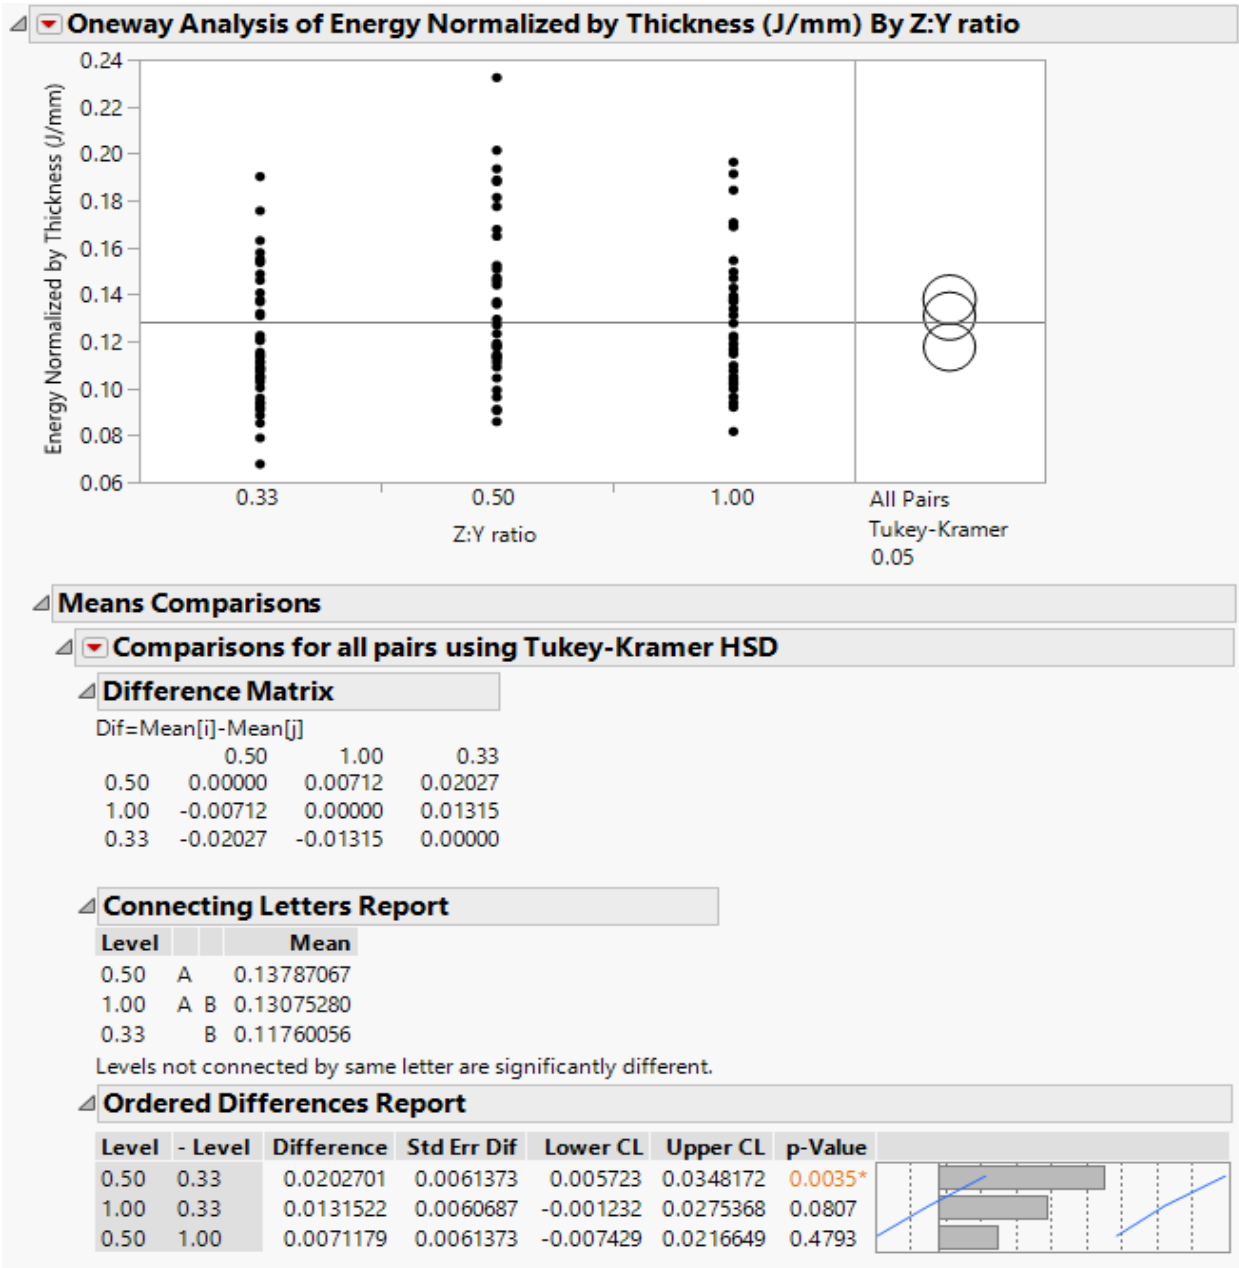 Oneway Analysis of Energy Normalized by Thickness (J/mm) By Z:Y ratio
Energy Normalized by Thickness (J/mm)
0.24
0.22
0.20
0.18
0.16
0.14
0.12
0.10
0.08
0.06
0.33 0.50 1.00
Z:Y ratio
All Pairs
Tukey-Kramer
0.05
Means Comparisons
Comparisons for all pairs using Tukey-Kramer HSD
Difference Matrix
Dif=Mean[i]-Mean[j]
0.50 1.00 0.33
0.50 0.00000 0.00712 0.02027
1.00 -0.00712 0.00000 0.01315
0.33 -0.02027 -0.01315 0.00000
Connecting Letters Report
Level Mean
0.50 A 0.13787067
1.00 A B 0.13075280
0.33 B 0.11760056
Levels not connected by same letter are significantly different.
Ordered Differences Report
Level - Level Difference Std Err Dif Lower CL Upper CL p-Value
0.50 0.33 0.0202701 0.0061373 0.005723 0.0348172 0.0035*
1.00 0.33 0.0131522 0.0060687 -0.001232 0.0275368 0.0807
0.50 1.00 0.0071179 0.0061373 -0.007429 0.0216649 0.4793